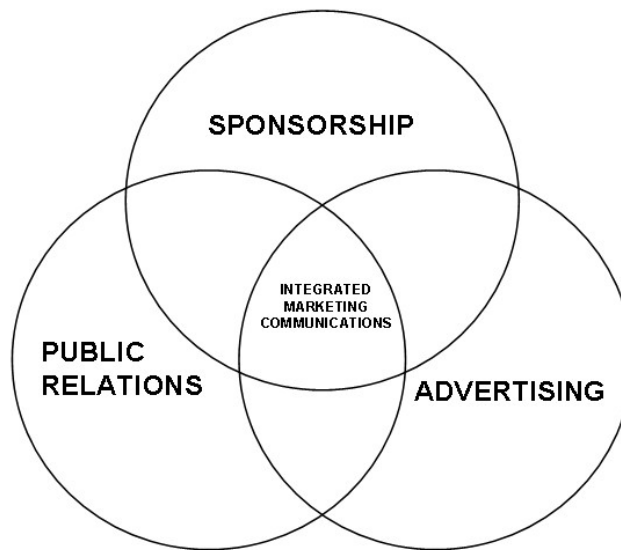 SPONSORSHIP
INTEGRATED
MARKETING
COMMUNICATIONS
PUBLIC
RELATIONS
ADVERTISING